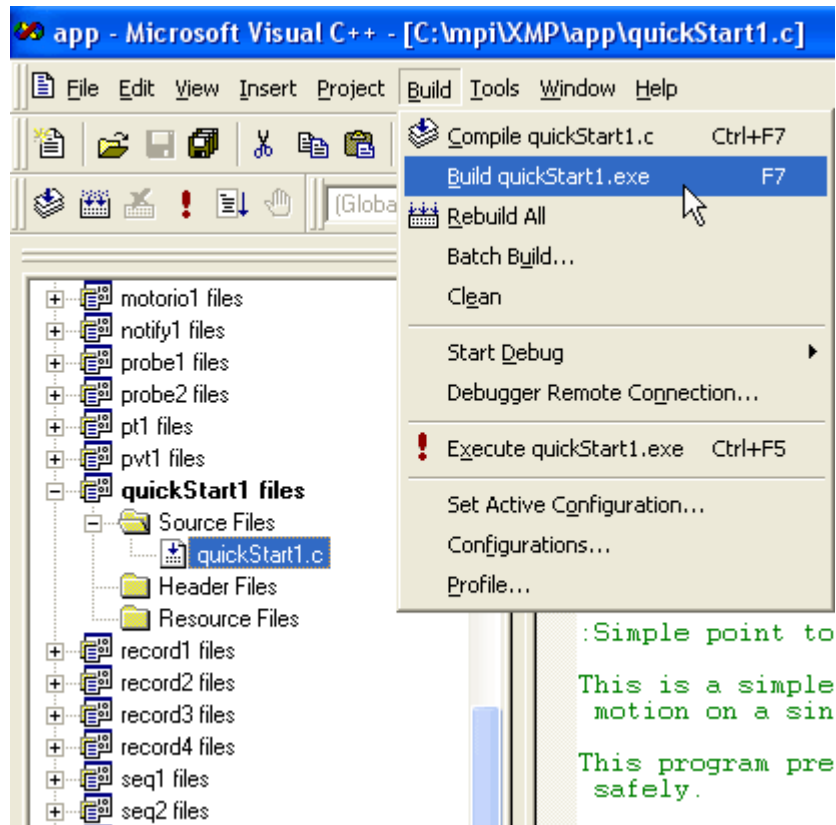 app - Microsoft Visual C++ - [C:\mpi\XMP\app\quickStart1.c]
File Edit View Insert Project Build Tools Window Help
Compile quickStart1.c Ctrl+F7
Build quickStart1.exe F7
Rebuild All
Batch Build...
Clean
Start Debug
Debugger Remote Connection...
Execute quickStart1.exe Ctrl+F5
Set Active Configuration...
Configurations...
Profile...
(Globa
motorio1 files
notify1 files
probe1 files
probe2 files
pt1 files
pvt1 files
quickStart1 files
Source Files
quickStart1.c
Header Files
Resource Files
record1 files
record2 files
record3 files
record4 files
seq1 files
seq2 files
:Simple point to
This is a simple
motion on a sin
This program pre
safely.